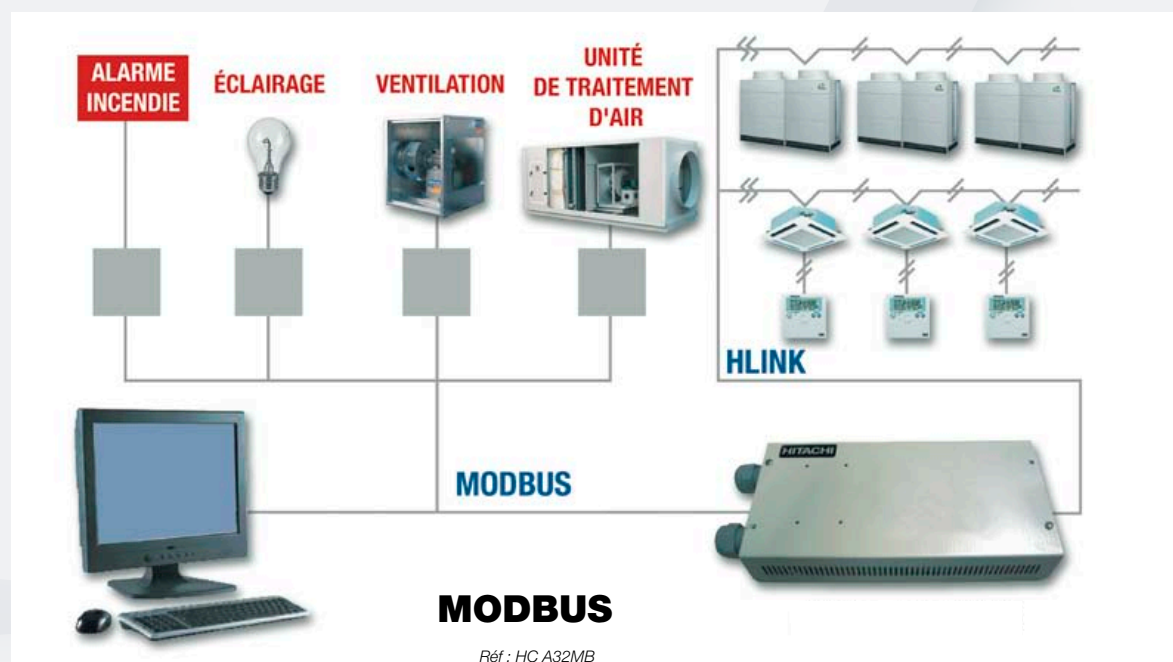 ALARME
INCENDIE
ÉCLAIRAGE
VENTILATION
UNITÉ
DE TRAITEMENT
D'AIR
HLINK
HITACHI
MODBUS
MODBUS
Réf : HC A32MB